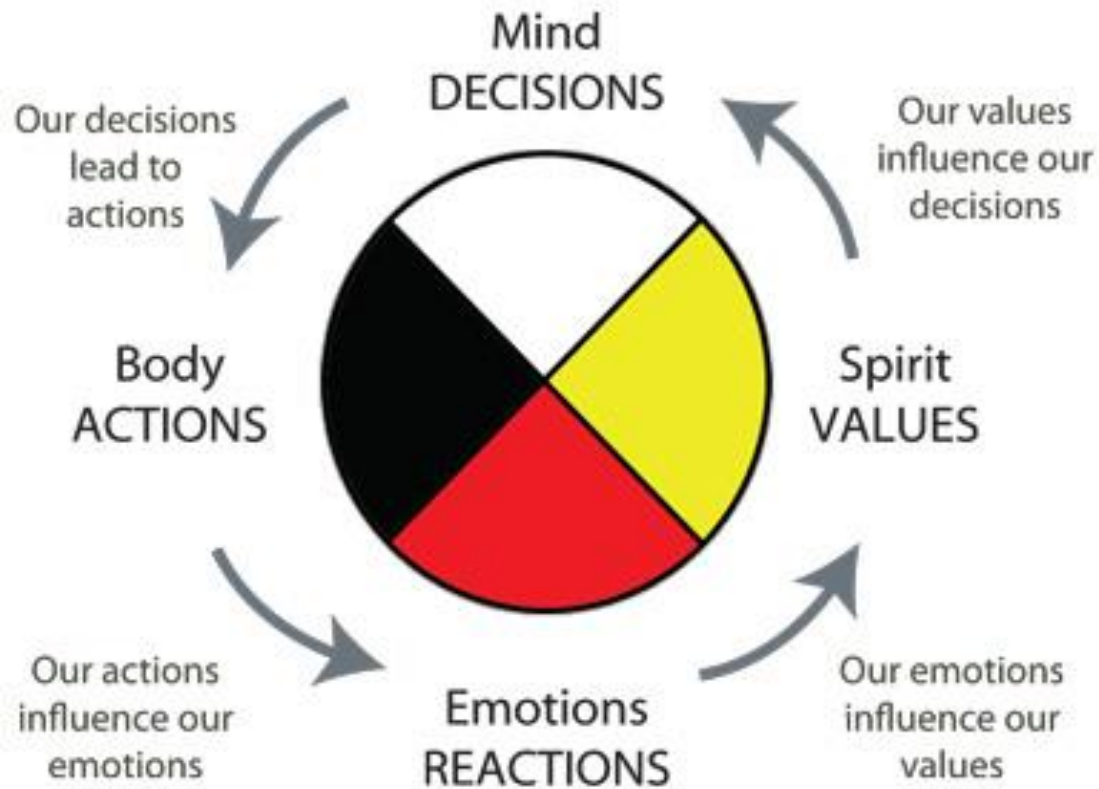 Mind
DECISIONS
Our decisions
lead to
actions
Our values
influence our
decisions
Body
ACTIONS
Spirit
VALUES
Our actions
influence our
emotions
Emotions
REACTIONS
Our emotions
influence our
values